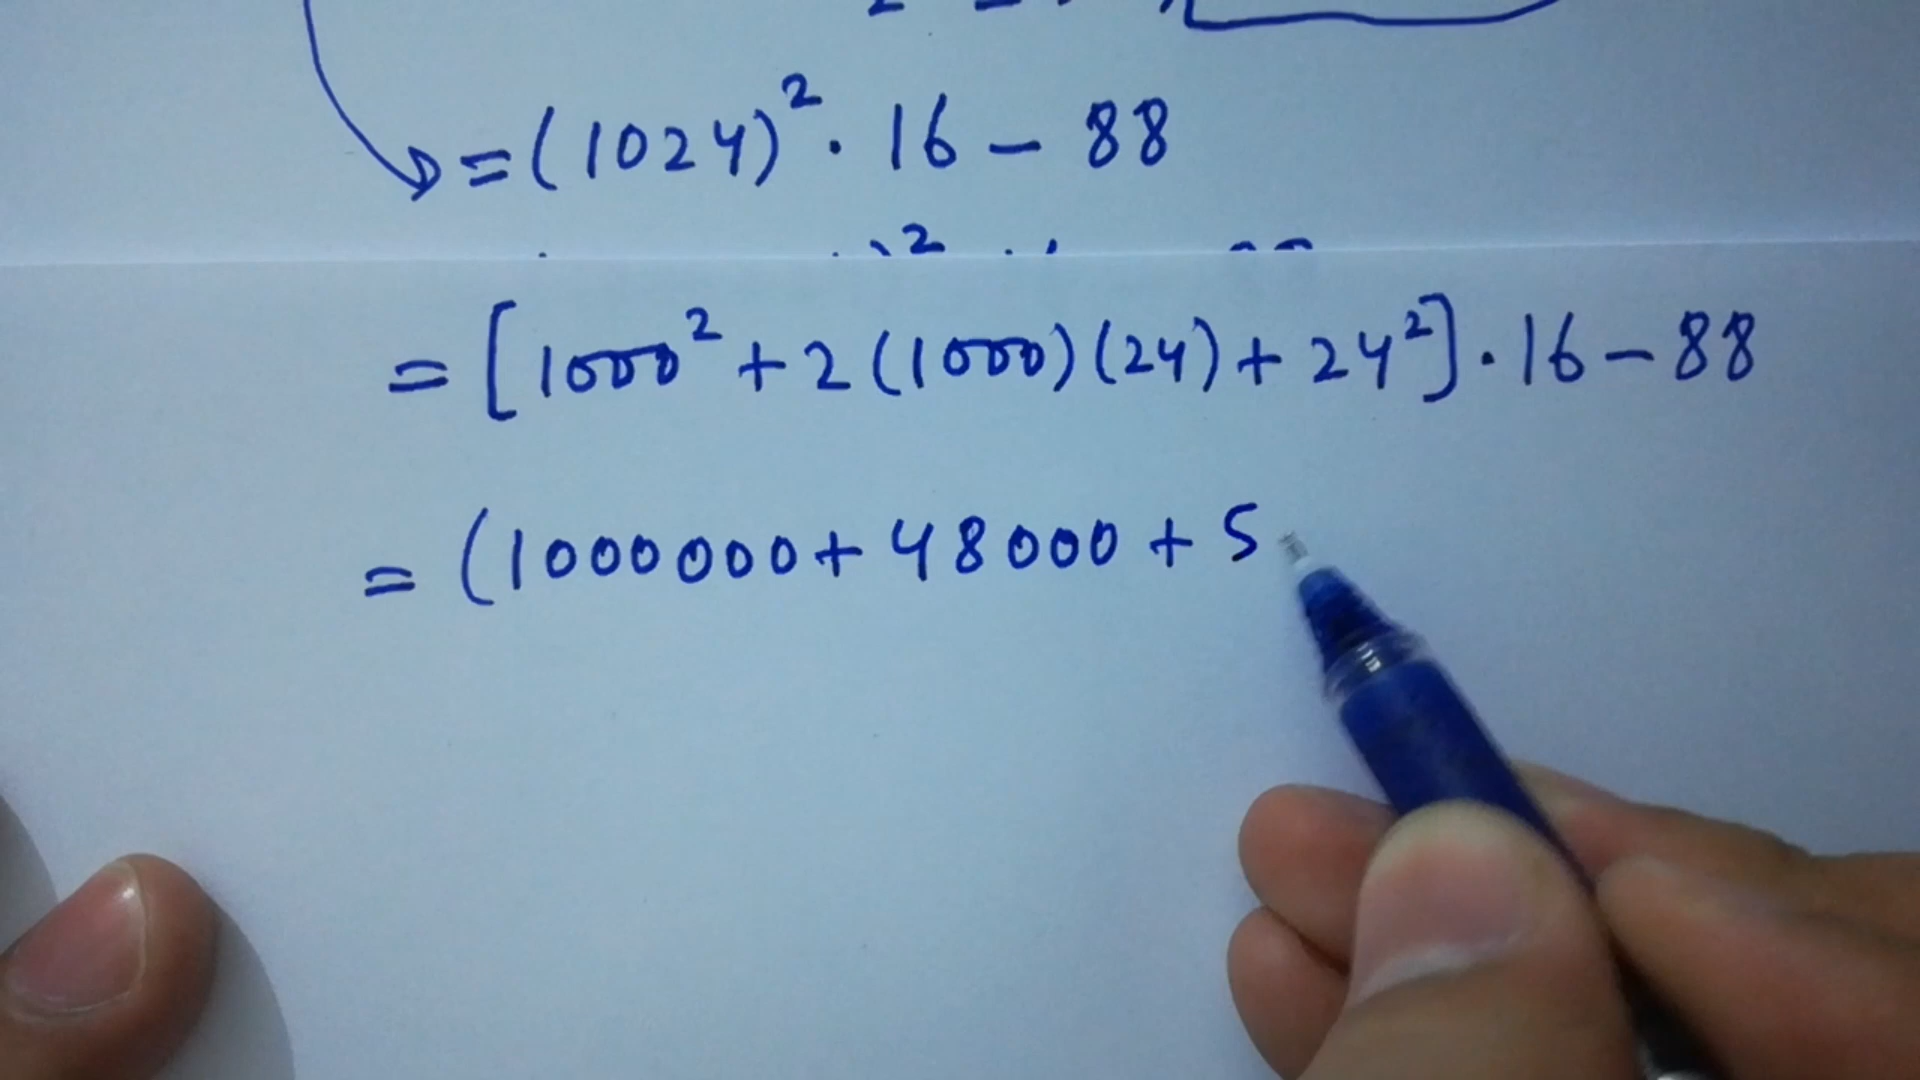 = (1024)² · 16 - 88
= [1000² + 2(1000)(24) + 24²] · 16 - 88
= (1000000 + 48000 + 5